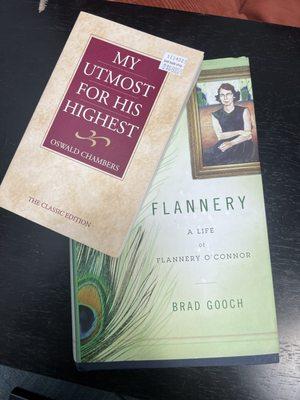 MY
UTMOST
FOR HIS
HIGHEST
OSWALD CHAMBERS
THE CLASSIC EDITION
FLANNERY
A LIFE
of
FLANNERY O'CONNOR
BRAD GOOCH